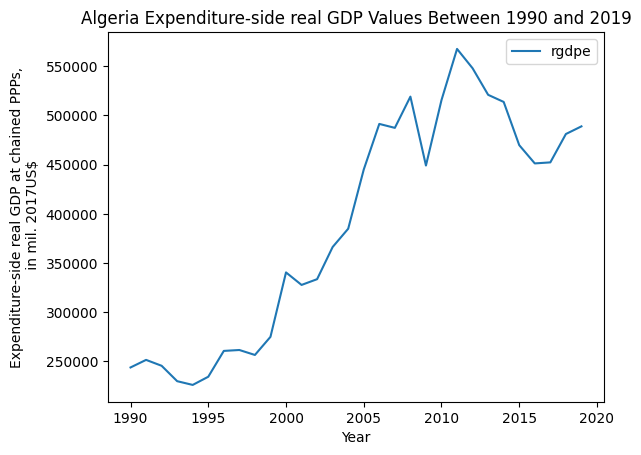 Algeria Expenditure-side real GDP Values Between 1990 and 2019
rgdpe
Expenditure-side real GDP at chained PPPs,
in mil. 2017US$
550000
500000
450000
400000
350000
300000
250000
1990
1995
2000
2005
2010
2015
2020
Year